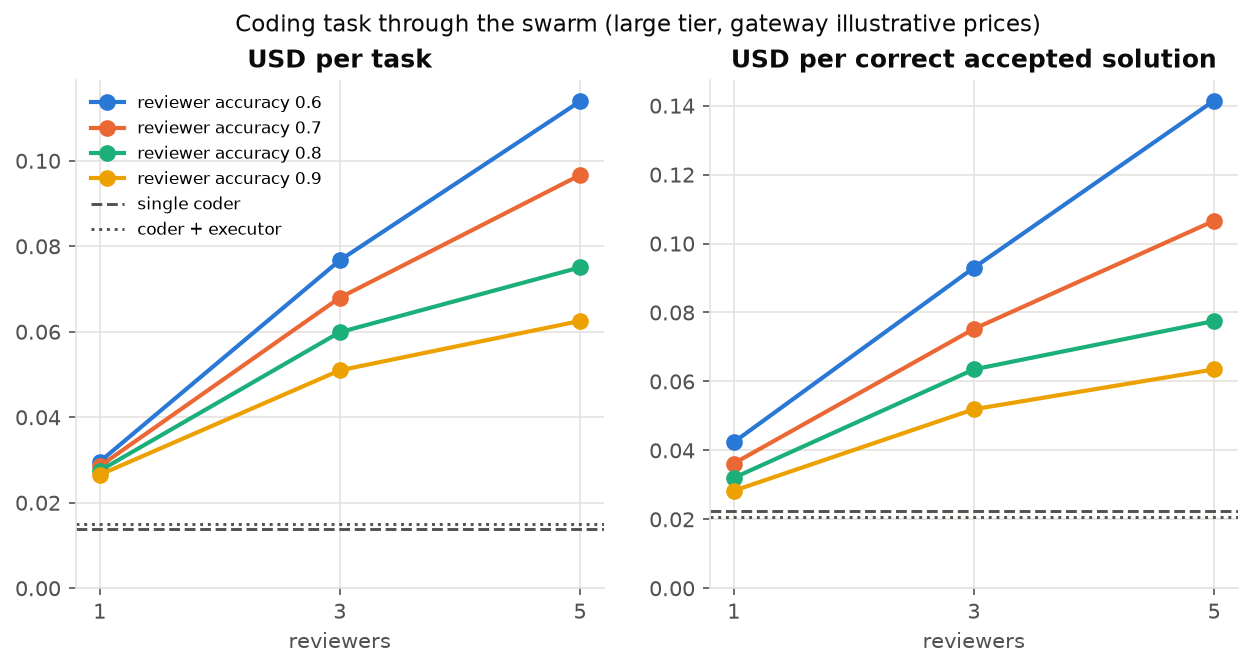 Coding task through the swarm (large tier, gateway illustrative prices)
USD per task
reviewer accuracy 0.6
reviewer accuracy 0.7
reviewer accuracy 0.8
reviewer accuracy 0.9
single coder
coder + executor
0.10
0.08
0.06
0.04
0.02
0.00
1
3
5
reviewers
USD per correct accepted solution
0.14
0.12
0.10
0.08
0.06
0.04
0.02
0.00
1
3
5
reviewers